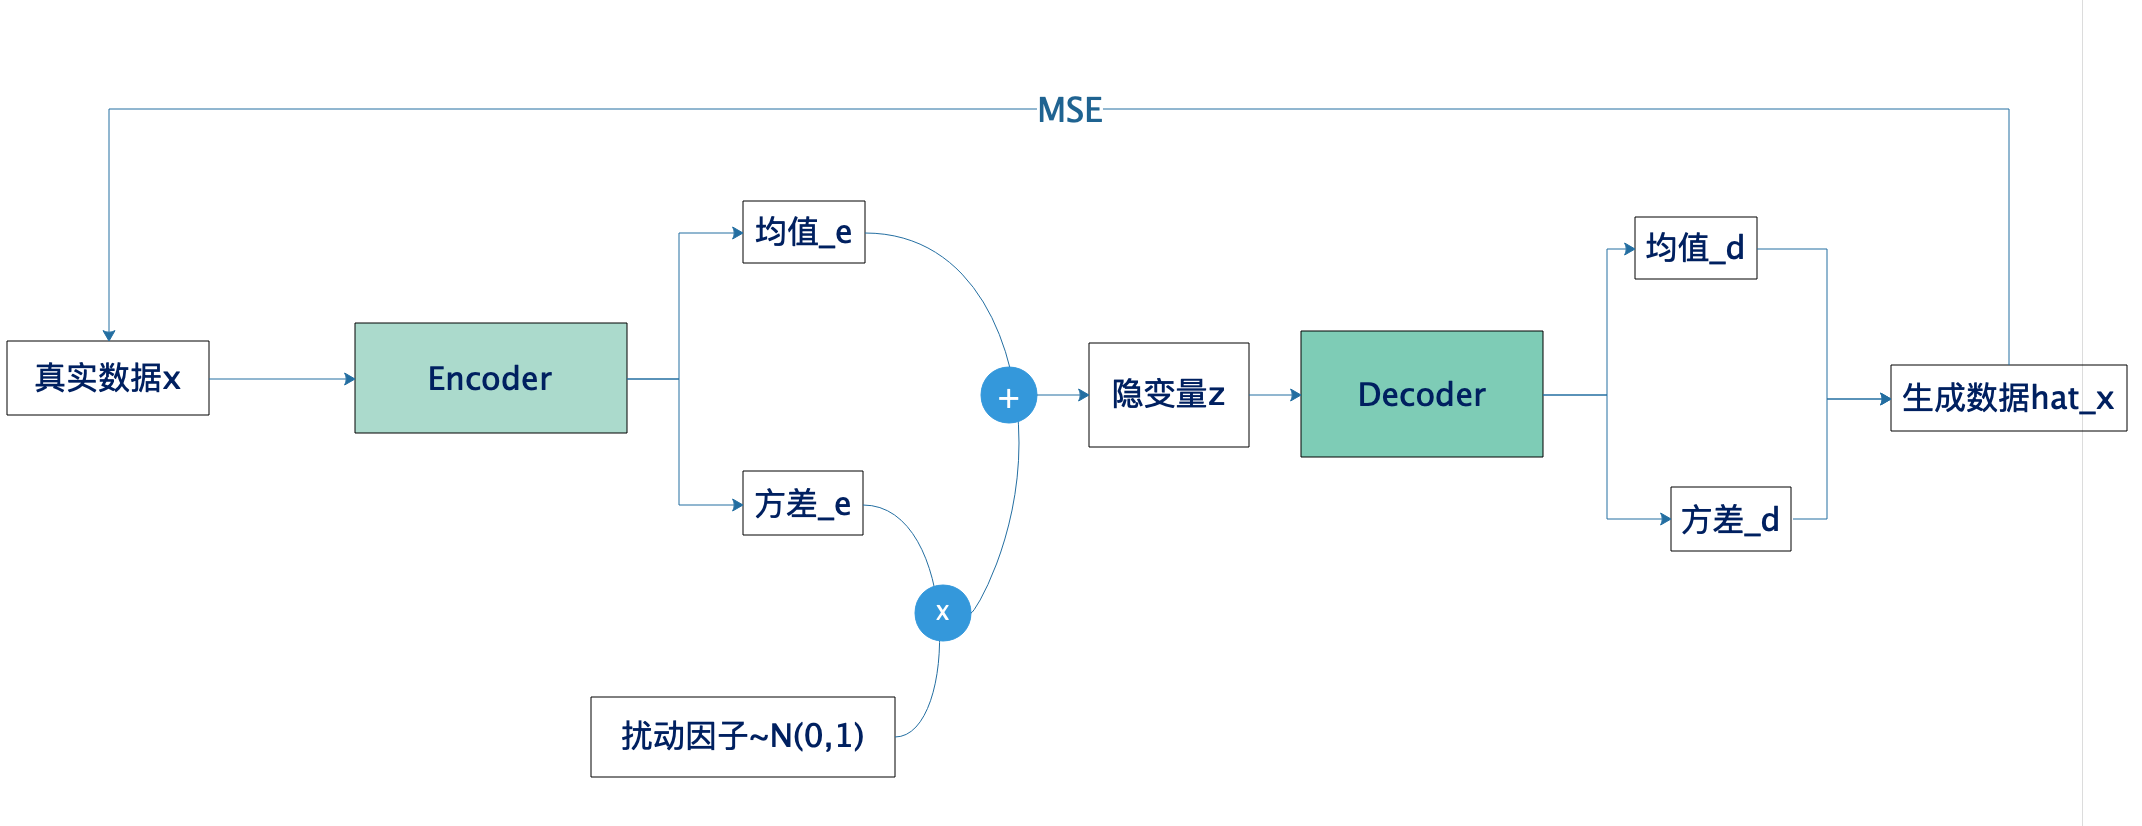 MSE
真实数据x
Encoder
均值_e
方差_e
x
扰动因子~N(0,1)
+
隐变量z
Decoder
均值_d
方差_d
生成数据hat_x